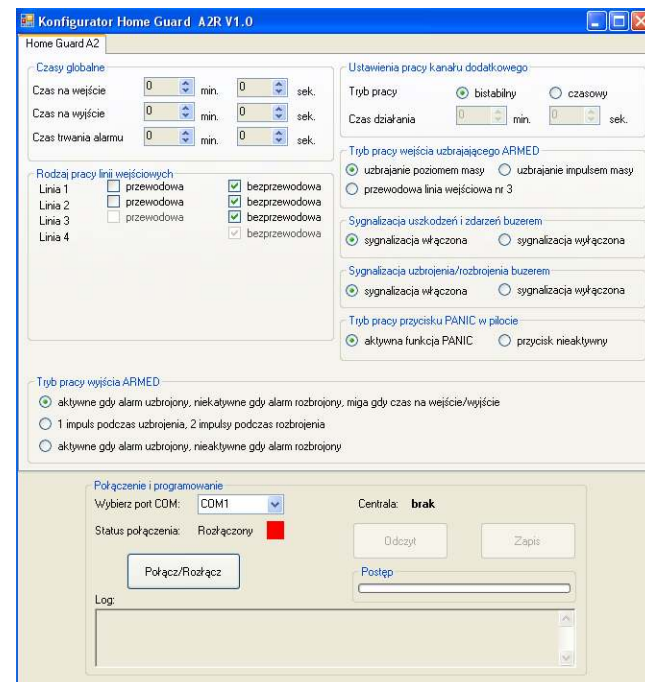 Konfigurator Home Guard A2R V1.0
Home Guard A2
Czasy globalne
Czas na wejście 0 min. 0 sek.
Czas na wyjście 0 min. 0 sek.
Czas trwania alarmu 0 min. 0 sek.
Rodzaj pracy linii wejściowych
Linia 1 przewodowa bezprzewodowa
Linia 2 przewodowa bezprzewodowa
Linia 3 przewodowa bezprzewodowa
Linia 4 bezprzewodowa
Ustawienia pracy kanału dodatkowego
Tryb pracy bistabilny czasowy
Czas działania 0 min. 0 sek.
Tryb pracy wejścia uzbrajającego ARMED
uzbrajanie poziomem masy uzbrajanie impulsem masy
przewodowa linia wejściowa nr 3
Sygnalizacja uszkodzeń i zdarzeń buzerem
sygnalizacja włączona sygnalizacja wyłączona
Sygnalizacja uzbrojenia/rozbrojenia buzerem
sygnalizacja włączona sygnalizacja wyłączona
Tryb pracy przycisku PANIC w pilocie
aktywna funkcja PANIC przycisk nieaktywny
Tryb pracy wyjścia ARMED
aktywne gdy alarm uzbrojony, niekatywne gdy alarm rozbrojony, miga gdy czas na wejście/wyjście
1 impuls podczas uzbrojenia, 2 impulsy podczas rozbrojenia
aktywne gdy alarm uzbrojony, nieaktywne gdy alarm rozbrojony
Połączenie i programowanie
Wybierz port COM: COM1
Status połączenia: Rozłączony
Połącz/Rozłącz
Centrala: brak
Odczyt Zapis
Postęp
Log: